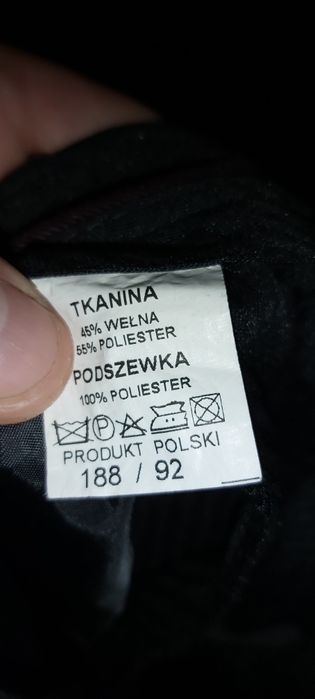 TKANINA
45% WEŁNA
55% POLIESTER
PODSZEWKA
100% POLIESTER
P
PRODUKT POLSKI
188 / 92